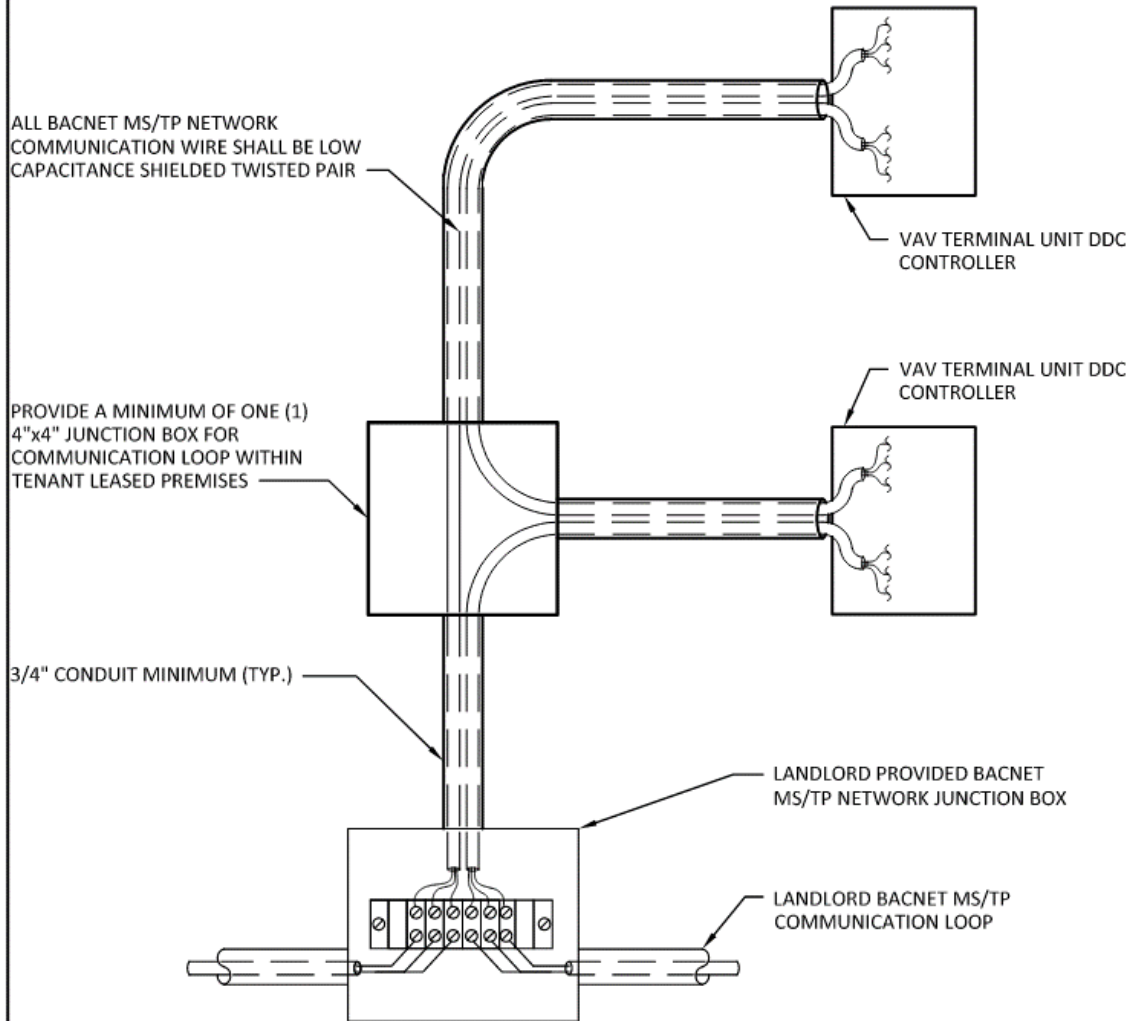 ALL BACNET MS/TP NETWORK
COMMUNICATION WIRE SHALL BE LOW
CAPACITANCE SHIELDED TWISTED PAIR
VAV TERMINAL UNIT DDC
CONTROLLER
VAV TERMINAL UNIT DDC
CONTROLLER
PROVIDE A MINIMUM OF ONE (1)
4"x4" JUNCTION BOX FOR
COMMUNICATION LOOP WITHIN
TENANT LEASED PREMISES
3/4" CONDUIT MINIMUM (TYP.)
LANDLORD PROVIDED BACNET
MS/TP NETWORK JUNCTION BOX
LANDLORD BACNET MS/TP
COMMUNICATION LOOP